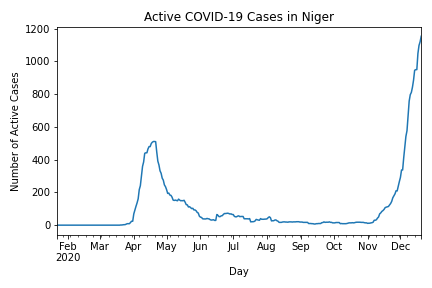 Active COVID-19 Cases in Niger
1200
1000
800
600
400
200
0
Number of Active Cases
Feb Mar Apr May Jun Jul Aug Sep Oct Nov Dec
2020
Day